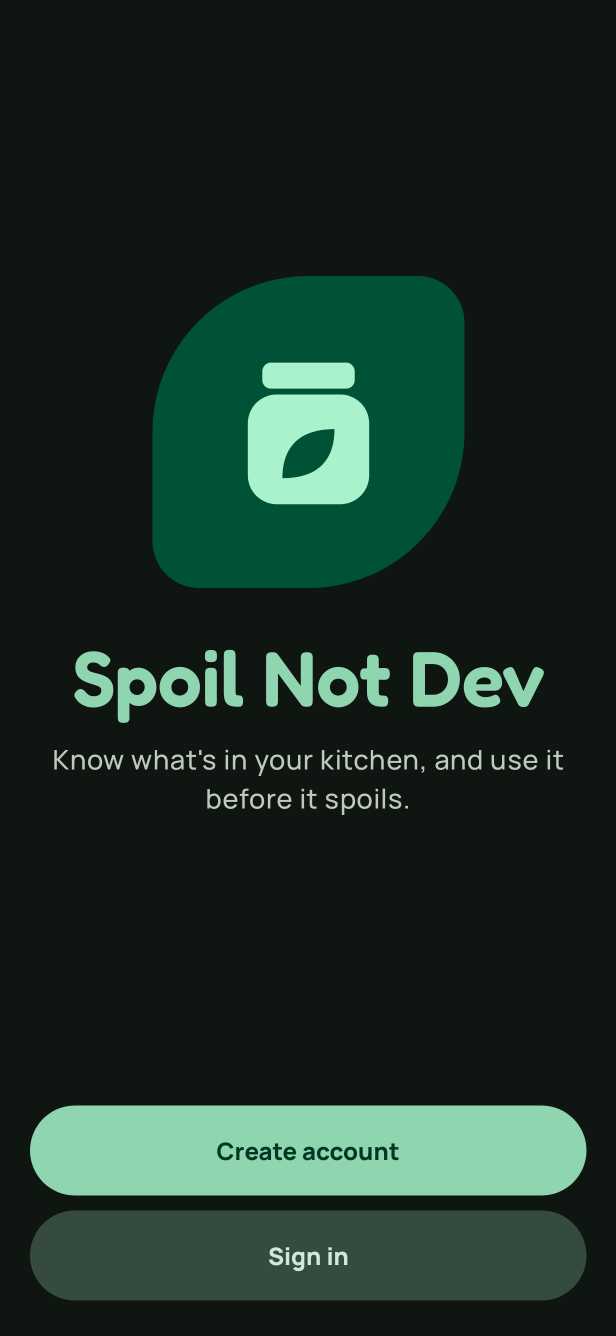 Spoil Not Dev
Know what's in your kitchen, and use it
before it spoils.
Create account
Sign in